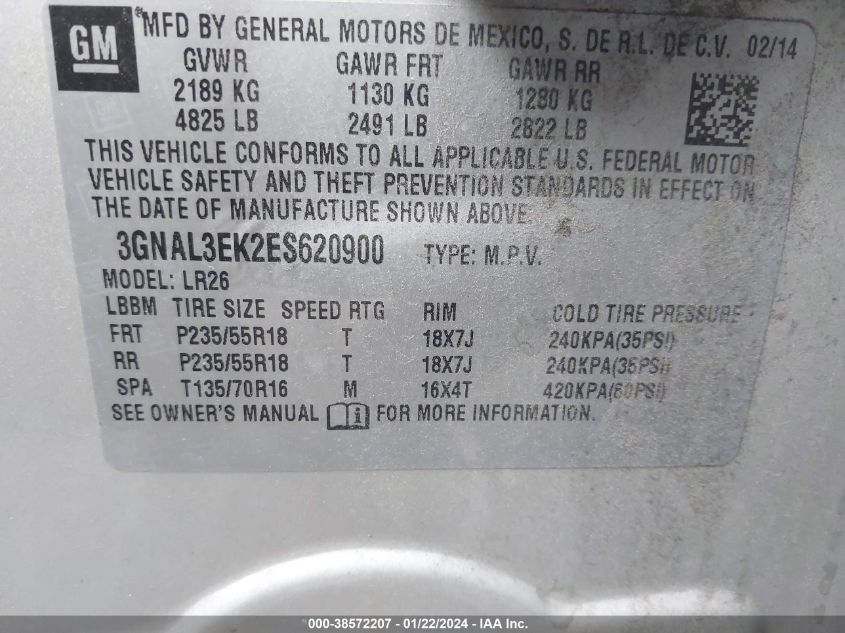 GM
MFD BY GENERAL MOTORS DE MEXICO, S. DE R.L. DE C.V. 02/14
GVWR GAWR FRT GAWR RR
2189 KG 1130 KG 1280 KG
4825 LB 2491 LB 2822 LB
THIS VEHICLE CONFORMS TO ALL APPLICABLE U.S. FEDERAL MOTOR
VEHICLE SAFETY AND THEFT PREVENTION STANDARDS IN EFFECT ON
THE DATE OF MANUFACTURE SHOWN ABOVE
3GNAL3EK2ES620900 TYPE: M.P.V.
MODEL: LR26
LBBM TIRE SIZE SPEED RTG RIM COLD TIRE PRESSURE
FRT P235/55R18 T 18X7J 240KPA(35PSI)
RR P235/55R18 T 18X7J 240KPA(35PSI)
SPA T135/70R16 M 16X4T 420KPA(60PSI)
SEE OWNER'S MANUAL FOR MORE INFORMATION.
000-38572207 - 01/22/2024 - IAA Inc.